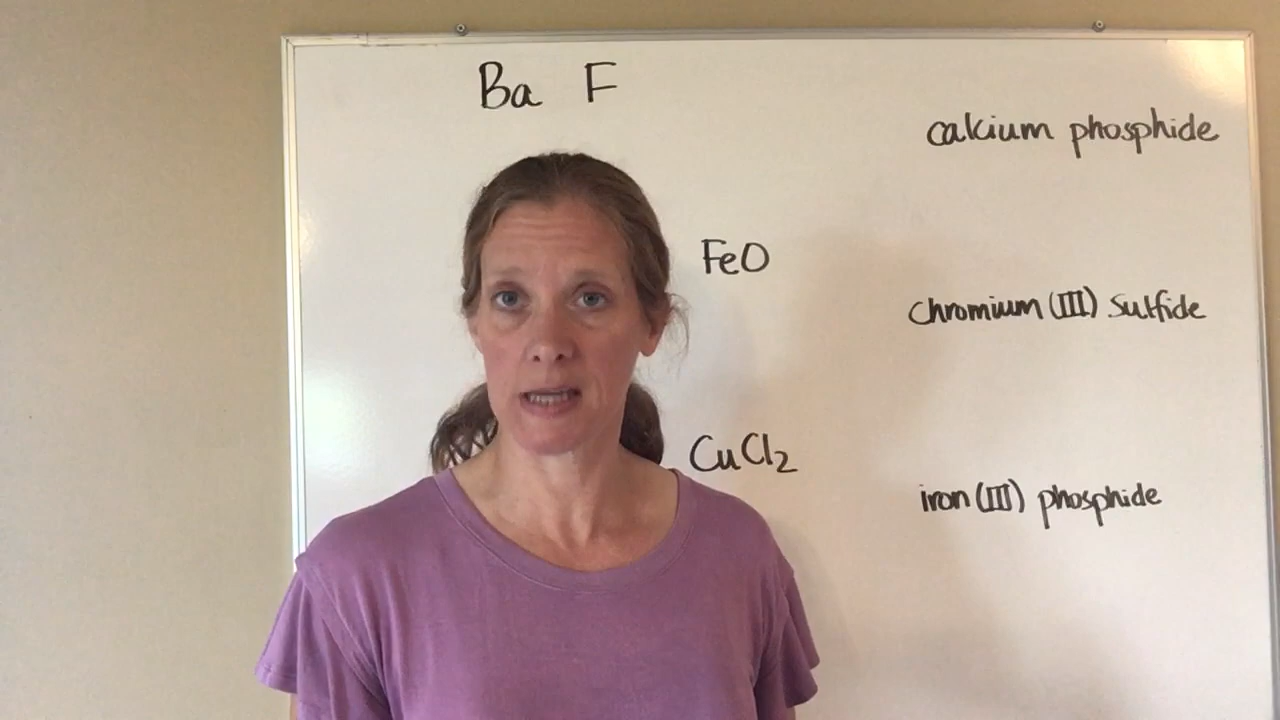 Ba F
calcium phosphide
FeO
chromium (III) sulfide
CuCl₂
iron (III) phosphide